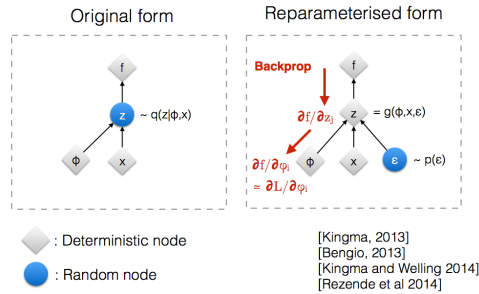 Original form
f
z
~ q(z|ϕ,x)
ϕ
x
Reparameterised form
Backprop
f
∂f/∂zⱼ
z
= g(ϕ,x,ε)
∂f/∂φᵢ
≃ ∂L/∂φᵢ
ϕ
x
ε
~ p(ε)
: Deterministic node
: Random node
[Kingma, 2013]
[Bengio, 2013]
[Kingma and Welling 2014]
[Rezende et al 2014]